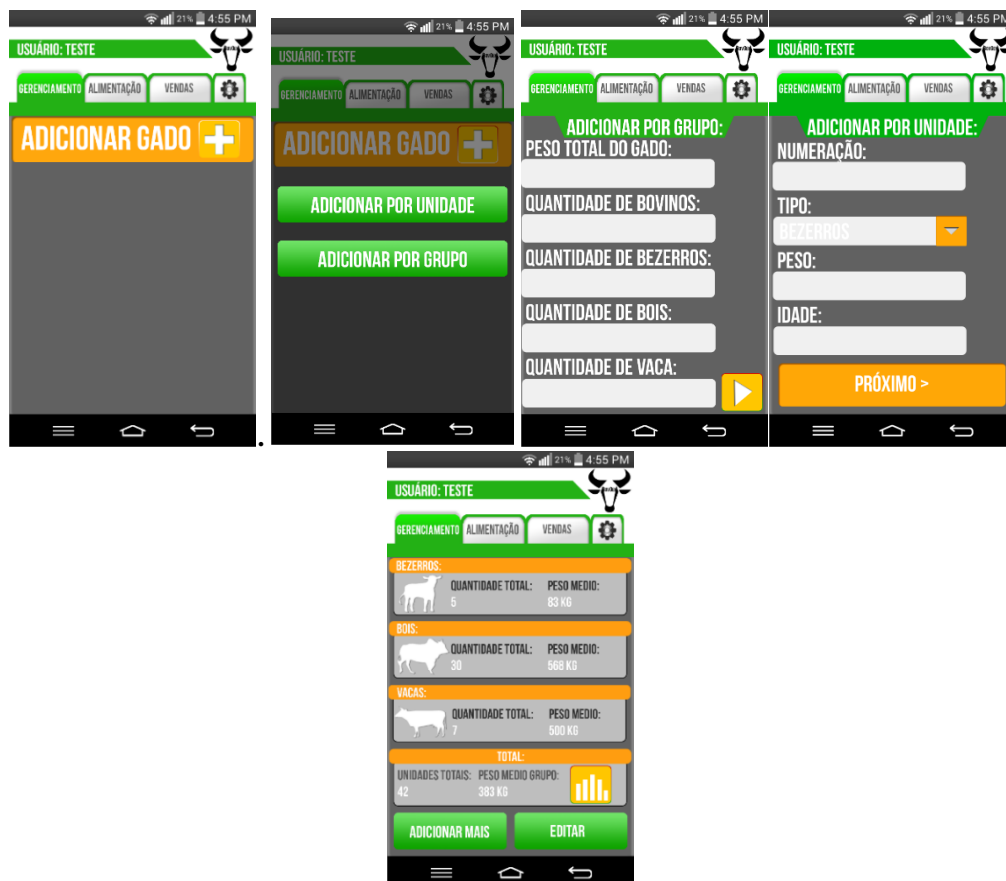 21% 4:55 PM
USUÁRIO: TESTE
GERENCIAMENTO ALIMENTAÇÃO VENDAS
ADICIONAR GADO
21% 4:55 PM
USUÁRIO: TESTE
GERENCIAMENTO ALIMENTAÇÃO VENDAS
ADICIONAR GADO
ADICIONAR POR UNIDADE
ADICIONAR POR GRUPO
.
21% 4:55 PM
USUÁRIO: TESTE
GERENCIAMENTO ALIMENTAÇÃO VENDAS
ADICIONAR POR GRUPO:
PESO TOTAL DO GADO:
QUANTIDADE DE BOVINOS:
QUANTIDADE DE BEZERROS:
QUANTIDADE DE BOIS:
QUANTIDADE DE VACA:
21% 4:55 PM
USUÁRIO: TESTE
GERENCIAMENTO ALIMENTAÇÃO VENDAS
ADICIONAR POR UNIDADE:
NUMERAÇÃO:
TIPO:
BEZERROS
PESO:
IDADE:
PRÓXIMO >
21% 4:55 PM
USUÁRIO: TESTE
GERENCIAMENTO ALIMENTAÇÃO VENDAS
BEZERROS:
QUANTIDADE TOTAL: PESO MEDIO:
5 83 KG
BOIS:
QUANTIDADE TOTAL: PESO MEDIO:
30 568 KG
VACAS:
QUANTIDADE TOTAL: PESO MEDIO:
7 500 KG
TOTAL:
UNIDADES TOTAIS: PESO MEDIO GRUPO:
42 383 KG
ADICIONAR MAIS EDITAR